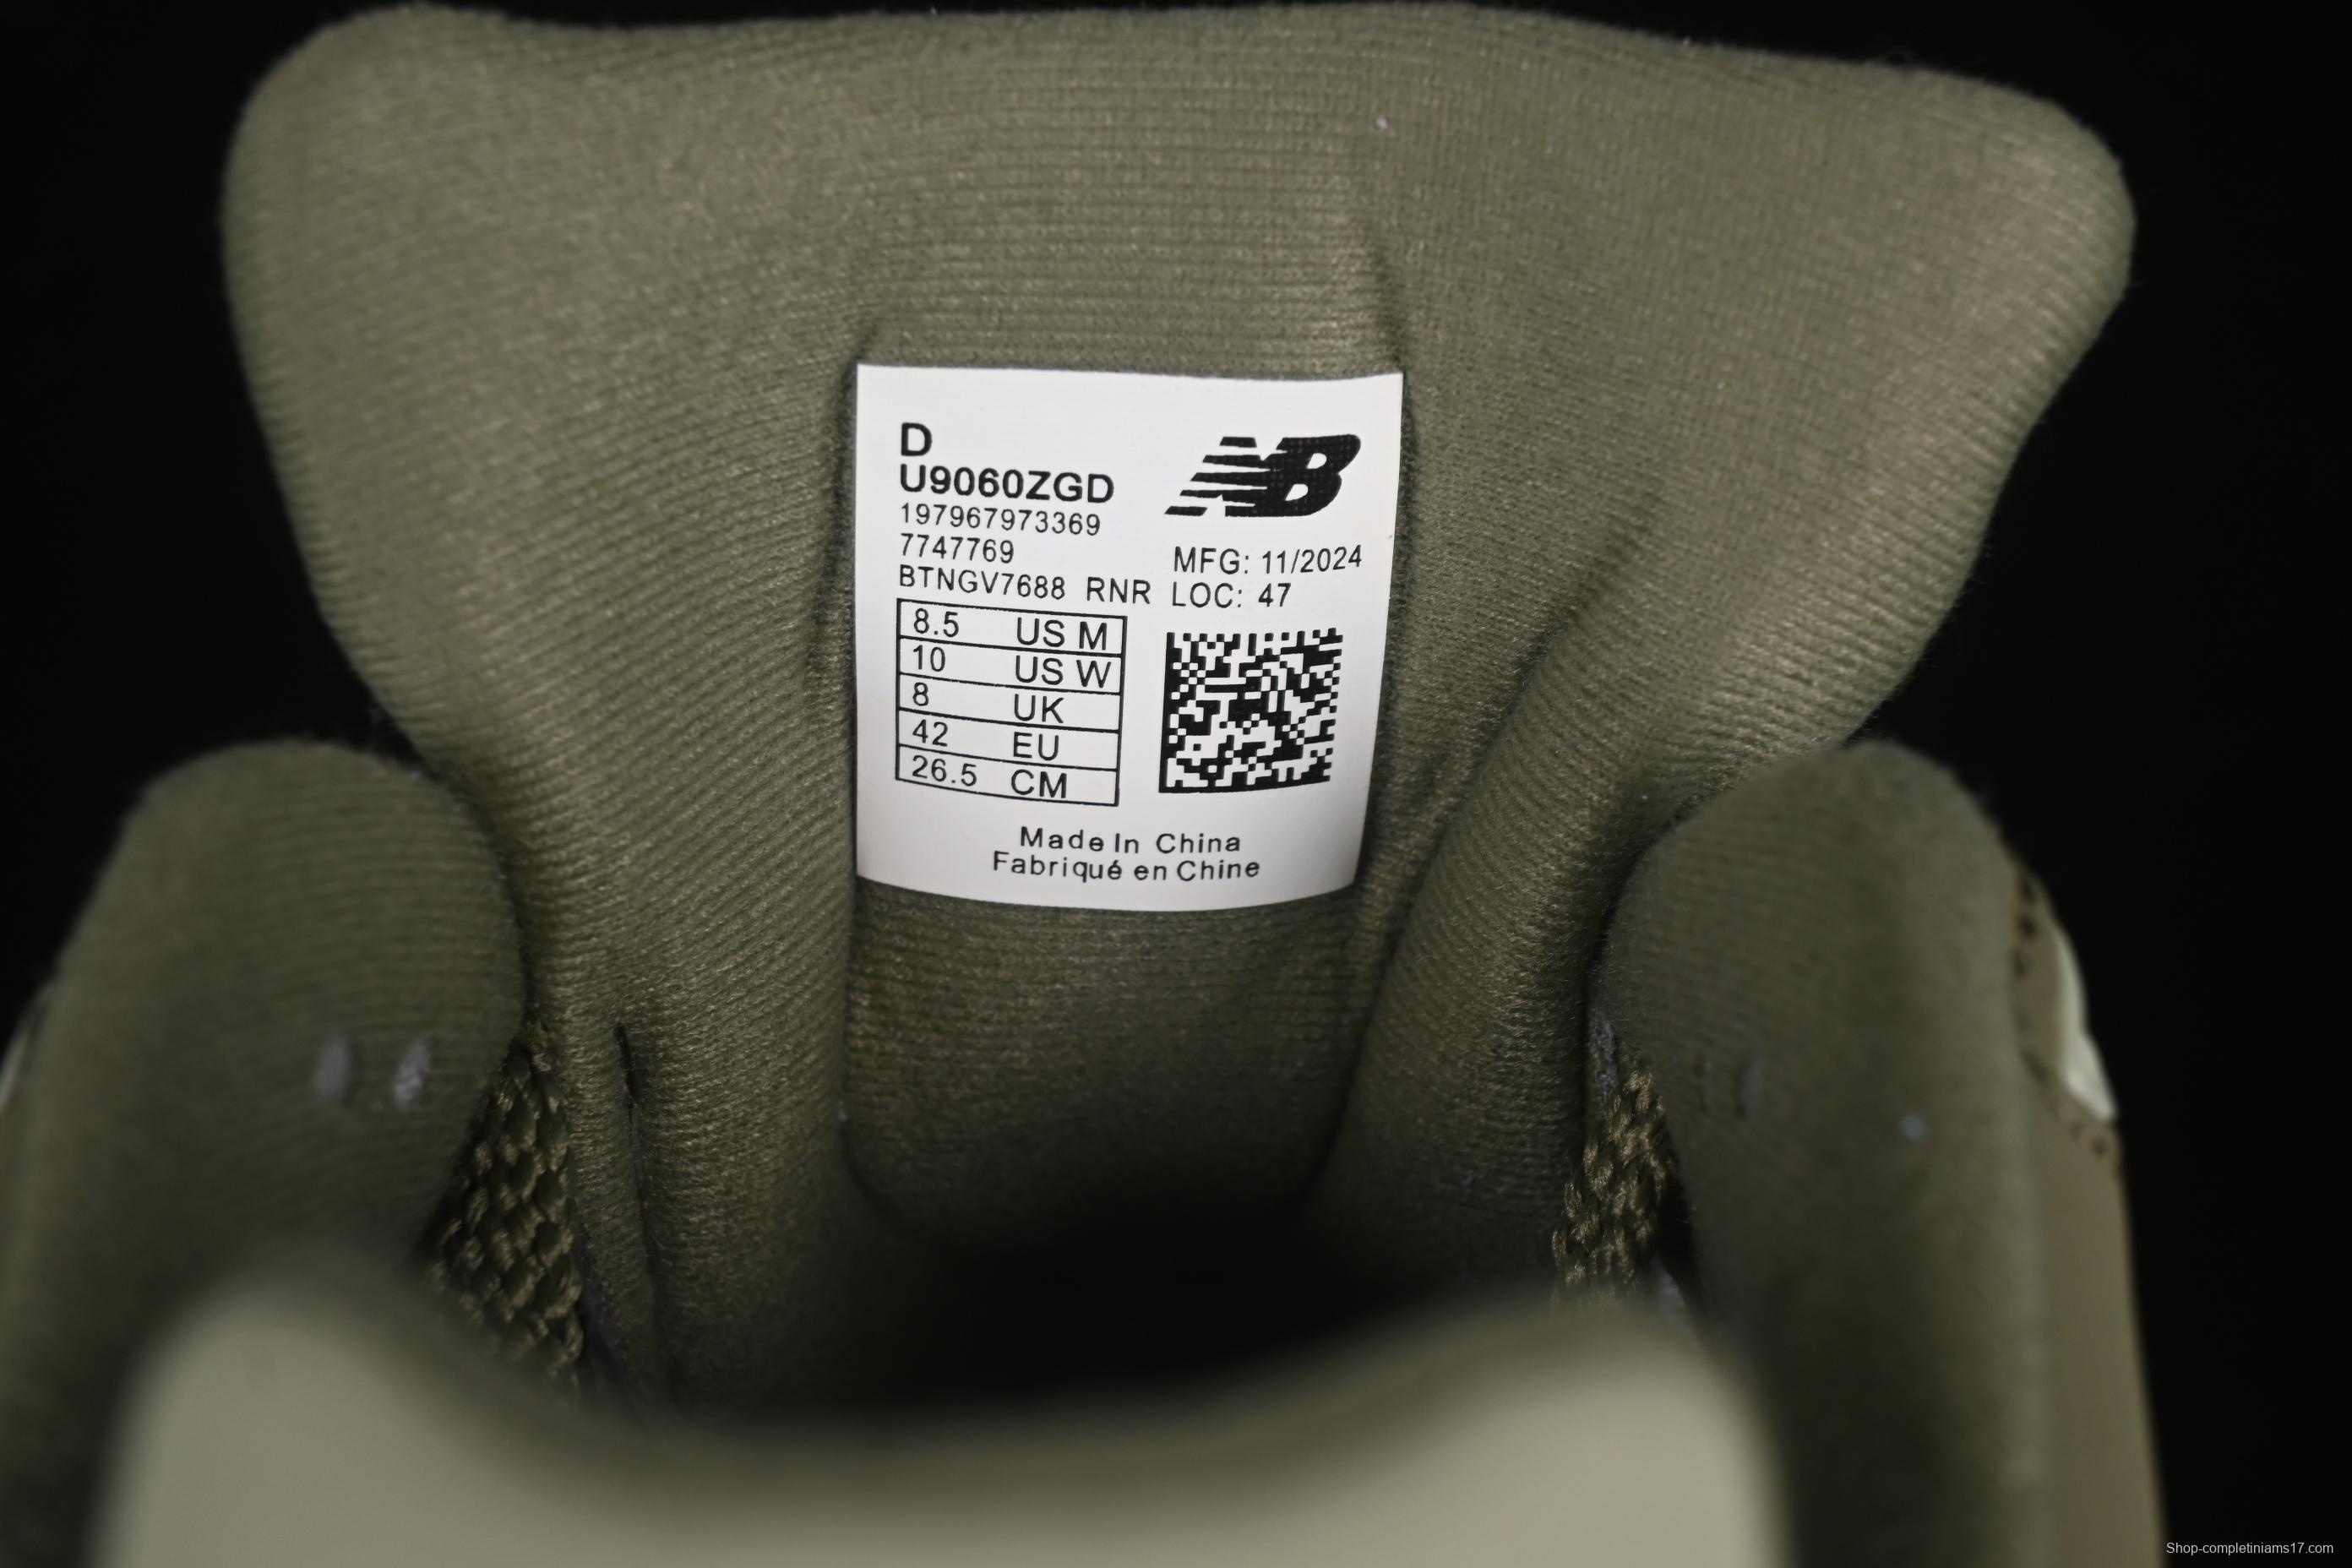 D
U9060ZGD
197967973369
7747769
BTNGV7688 RNR
NB
MFG: 11/2024
LOC: 47
8.5 US M
10 US W
8 UK
42 EU
26.5 CM
Made In China
Fabriqué en Chine
Shop-completiniams17.com